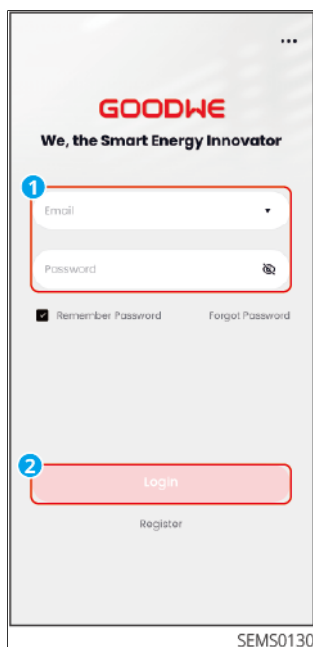 ...
GOODWE
We, the Smart Energy Innovator
1
Email
Password
Remember Password Forgot Password
2
Login
Register
SEMS0130